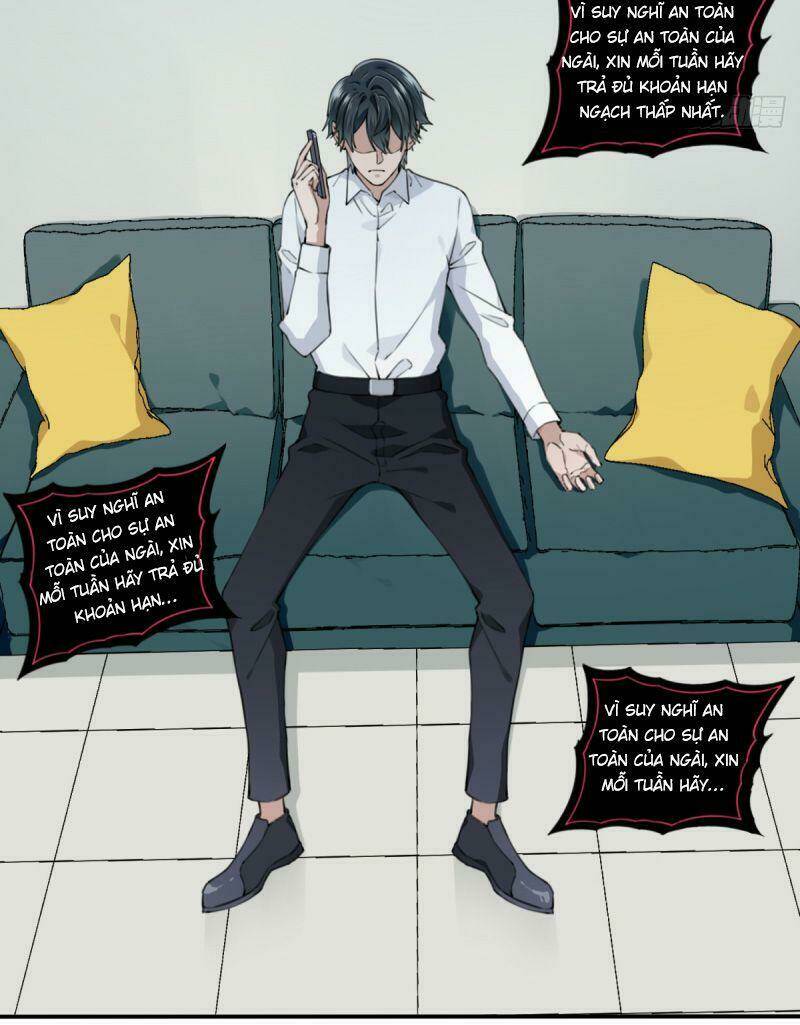 VÌ SUY NGHĨ AN TOÀN
CHO SỰ AN TOÀN CỦA
NGÀI, XIN MỖI TUẦN HÃY
TRẢ ĐỦ KHOẢN HẠN
NGẠCH THẤP NHẤT.
VÌ SUY NGHĨ AN
TOÀN CHO SỰ AN
TOÀN CỦA NGÀI, XIN
MỖI TUẦN HÃY TRẢ ĐỦ
KHOẢN HẠN...
VÌ SUY NGHĨ AN
TOÀN CHO SỰ AN
TOÀN CỦA NGÀI, XIN
MỖI TUẦN HÃY...